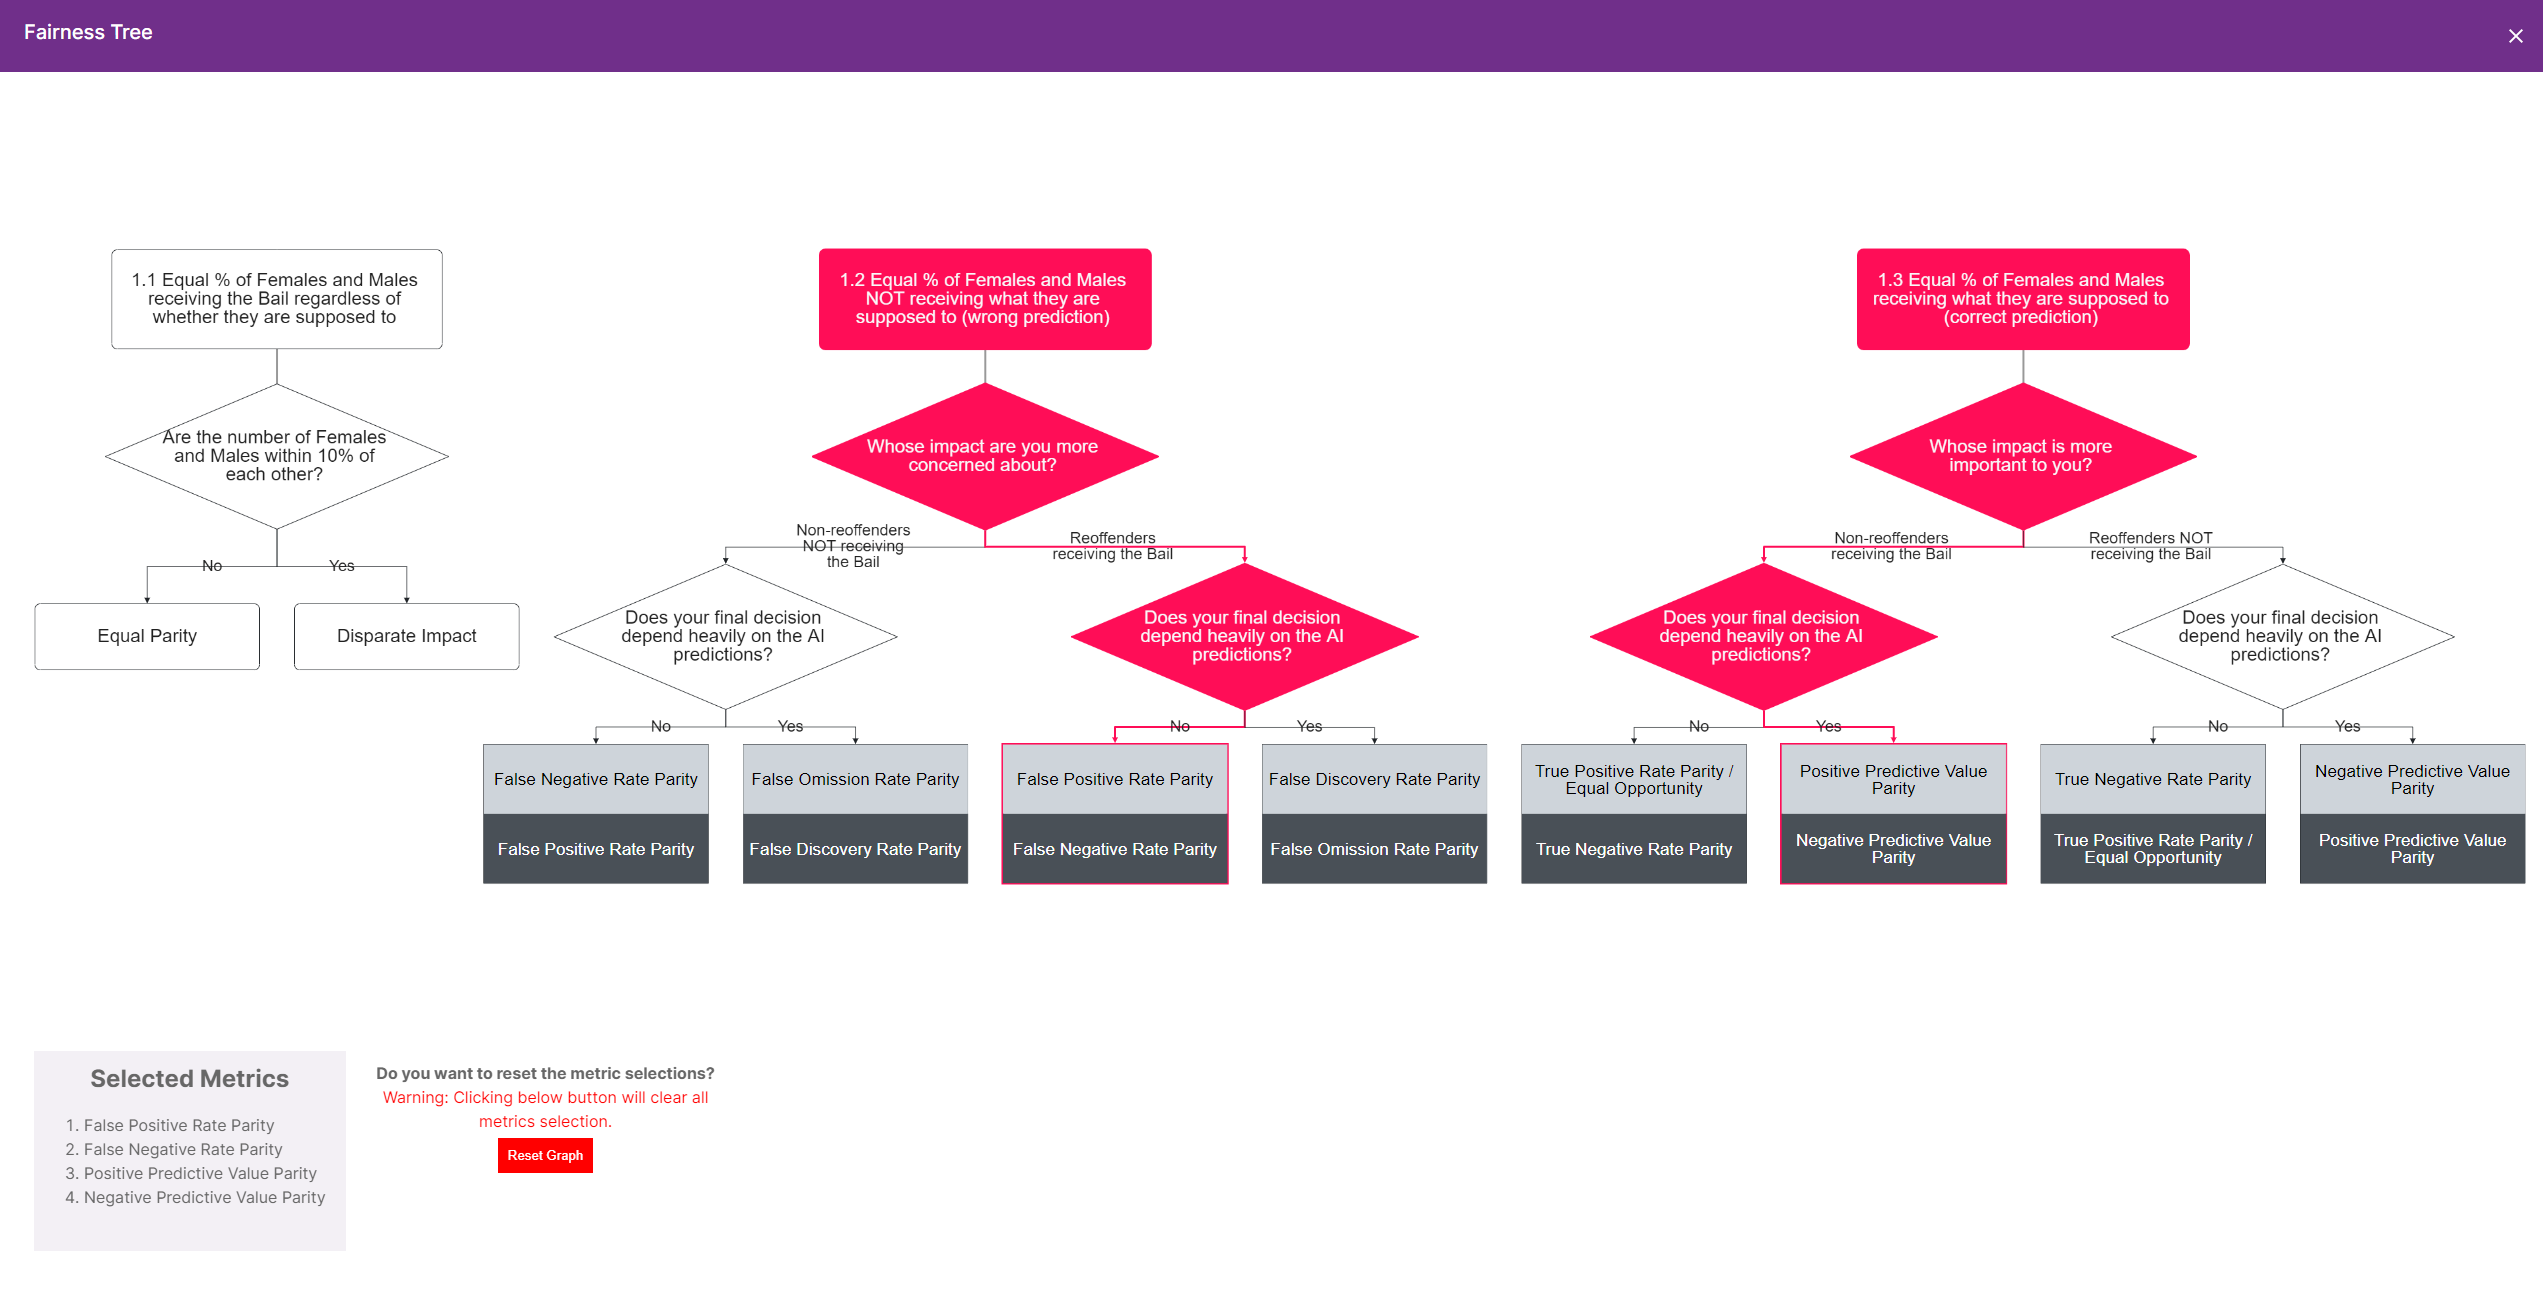 Fairness Tree
1.1 Equal % of Females and Males
receiving the Bail regardless of
whether they are supposed to
Are the number of Females
and Males within 10% of
each other?
No
Yes
Equal Parity
Disparate Impact
1.2 Equal % of Females and Males
NOT receiving what they are
supposed to (wrong prediction)
Whose impact are you more
concerned about?
Non-reoffenders
NOT receiving
the Bail
Reoffenders
receiving the Bail
Does your final decision
depend heavily on the AI
predictions?
No
Yes
False Negative Rate Parity
False Positive Rate Parity
False Omission Rate Parity
False Discovery Rate Parity
Does your final decision
depend heavily on the AI
predictions?
No
Yes
False Positive Rate Parity
False Negative Rate Parity
False Discovery Rate Parity
False Omission Rate Parity
1.3 Equal % of Females and Males
receiving what they are supposed to
(correct prediction)
Whose impact is more
important to you?
Non-reoffenders
receiving the Bail
Reoffenders NOT
receiving the Bail
Does your final decision
depend heavily on the AI
predictions?
No
Yes
True Positive Rate Parity /
Equal Opportunity
True Negative Rate Parity
Positive Predictive Value
Parity
Negative Predictive Value
Parity
Does your final decision
depend heavily on the AI
predictions?
No
Yes
True Negative Rate Parity
True Positive Rate Parity /
Equal Opportunity
Negative Predictive Value
Parity
Positive Predictive Value
Parity
Selected Metrics
1. False Positive Rate Parity
2. False Negative Rate Parity
3. Positive Predictive Value Parity
4. Negative Predictive Value Parity
Do you want to reset the metric selections?
Warning: Clicking below button will clear all
metrics selection.
Reset Graph